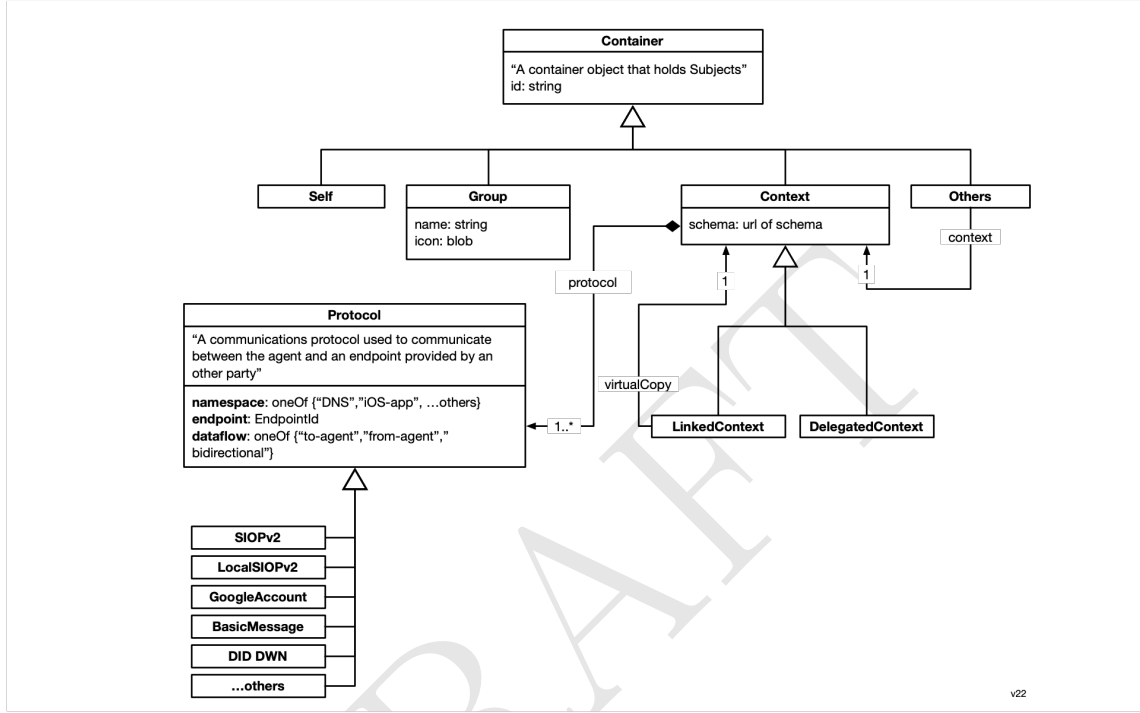 Container
“A container object that holds Subjects”
id: string
Self
Group
name: string
icon: blob
Context
schema: url of schema
Others
context
1
1
protocol
Protocol
“A communications protocol used to communicate
between the agent and an endpoint provided by an
other party”
namespace: oneOf {“DNS”,”iOS-app”, …others}
endpoint: EndpointId
dataflow: oneOf {“to-agent”,”from-agent”,”
bidirectional”}
virtualCopy
1..*
LinkedContext
DelegatedContext
SIOPv2
LocalSIOPv2
GoogleAccount
BasicMessage
DID DWN
…others
v22
DRAFT